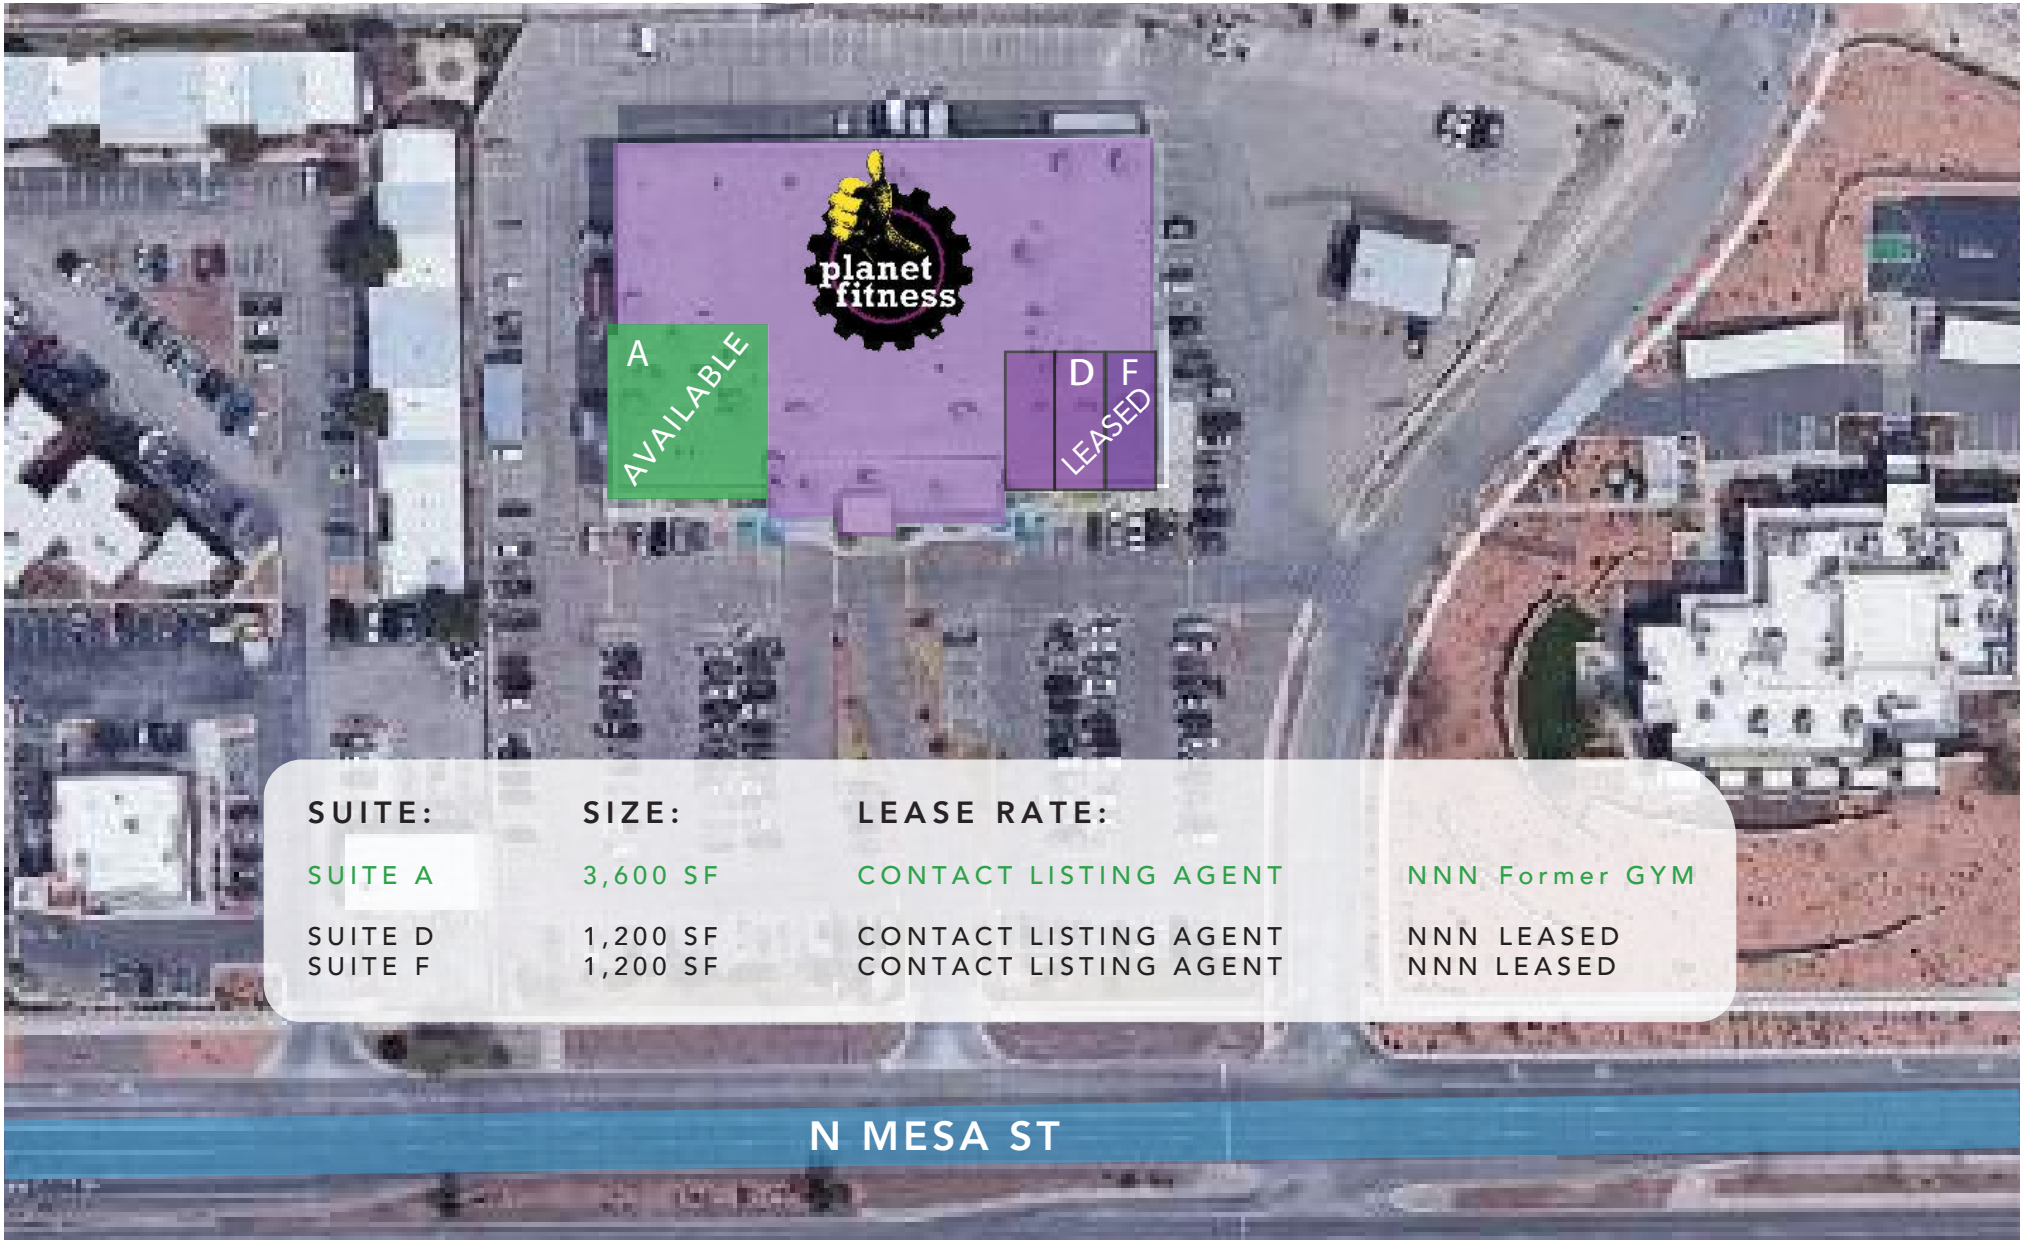 planet
fitness
A
AVAILABLE
D F
LEASED
SUITE: SIZE: LEASE RATE:
SUITE A 3,600 SF CONTACT LISTING AGENT NNN Former GYM
SUITE D 1,200 SF CONTACT LISTING AGENT NNN LEASED
SUITE F 1,200 SF CONTACT LISTING AGENT NNN LEASED
N MESA ST